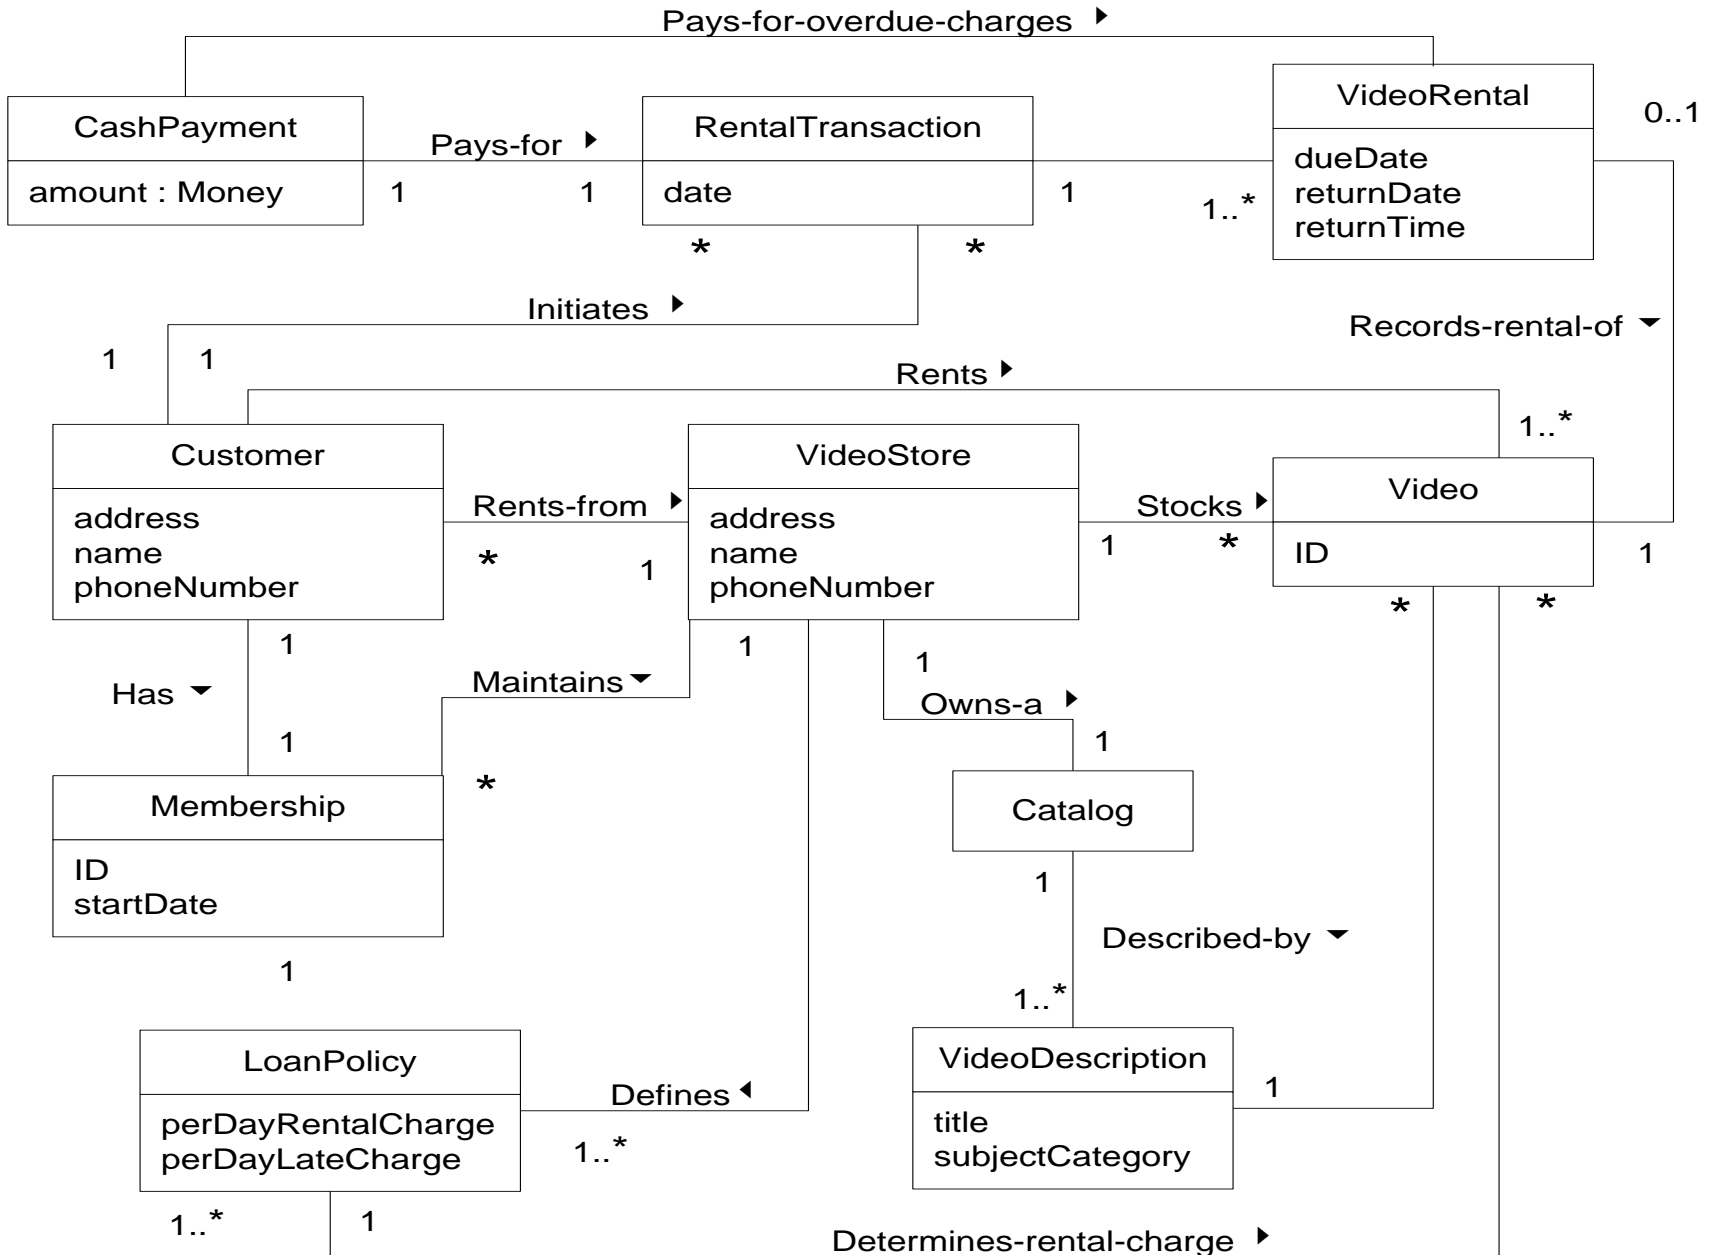 Pays-for-overdue-charges
CashPayment
amount : Money
Pays-for
1
1
RentalTransaction
date
1
1..*
VideoRental
dueDate
returnDate
returnTime
0..1
*
*
Initiates
1
1
Records-rental-of
Rents
1..*
Customer
address
name
phoneNumber
Rents-from
*
1
VideoStore
address
name
phoneNumber
Stocks
1
*
Video
ID
1
*
*
1
Has
1
Maintains
*
1
1
Owns-a
1
Membership
ID
startDate
1
Catalog
1
Described-by
1..*
LoanPolicy
perDayRentalCharge
perDayLateCharge
Defines
1..*
VideoDescription
title
subjectCategory
1
1..*
1
Determines-rental-charge